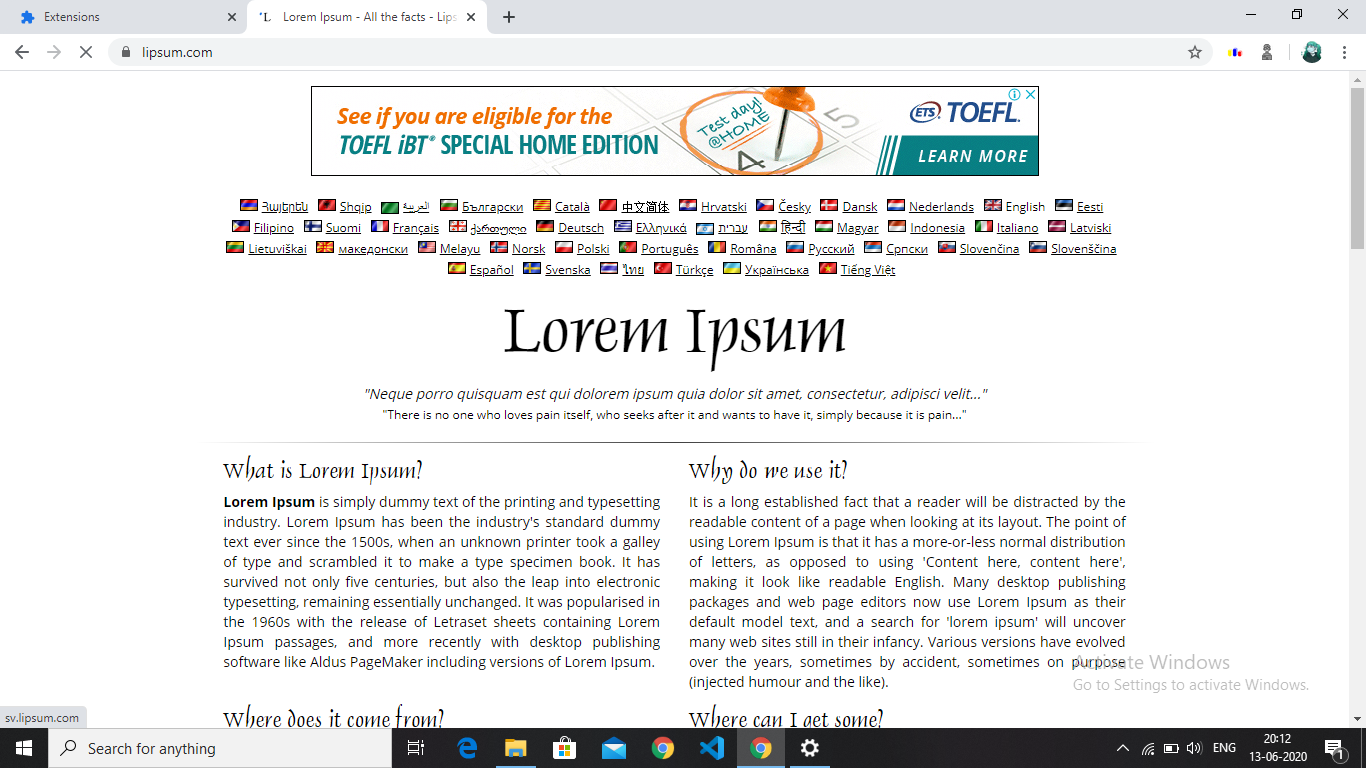 Extensions
Lorem Ipsum - All the facts - Lips
lipsum.com
See if you are eligible for the
TOEFL iBT® SPECIAL HOME EDITION
Test day!
@HOME
4
5
ETS TOEFL.
LEARN MORE
Հայերեն Shqip العربية Български Català 中文简体 Hrvatski Česky Dansk Nederlands English Eesti
Filipino Suomi Français ქართული Deutsch Ελληνικά עברית हिन्दी Magyar Indonesia Italiano Latviski
Lietuviškai македонски Melayu Norsk Polski Português Româna Русский Српски Slovenčina Slovenščina
Español Svenska ไทย Türkçe Українська Tiếng Việt
Lorem Ipsum
"Neque porro quisquam est qui dolorem ipsum quia dolor sit amet, consectetur, adipisci velit..."
"There is no one who loves pain itself, who seeks after it and wants to have it, simply because it is pain..."
What is Lorem Ipsum?
Lorem Ipsum is simply dummy text of the printing and typesetting
industry. Lorem Ipsum has been the industry's standard dummy
text ever since the 1500s, when an unknown printer took a galley
of type and scrambled it to make a type specimen book. It has
survived not only five centuries, but also the leap into electronic
typesetting, remaining essentially unchanged. It was popularised in
the 1960s with the release of Letraset sheets containing Lorem
Ipsum passages, and more recently with desktop publishing
software like Aldus PageMaker including versions of Lorem Ipsum.
Why do we use it?
It is a long established fact that a reader will be distracted by the
readable content of a page when looking at its layout. The point of
using Lorem Ipsum is that it has a more-or-less normal distribution
of letters, as opposed to using 'Content here, content here',
making it look like readable English. Many desktop publishing
packages and web page editors now use Lorem Ipsum as their
default model text, and a search for 'lorem ipsum' will uncover
many web sites still in their infancy. Various versions have evolved
over the years, sometimes by accident, sometimes on purpose
(injected humour and the like).
Where does it come from?
Where can I get some?
Activate Windows
Go to Settings to activate Windows.
sv.lipsum.com
Search for anything
ENG
20:12
13-06-2020
1